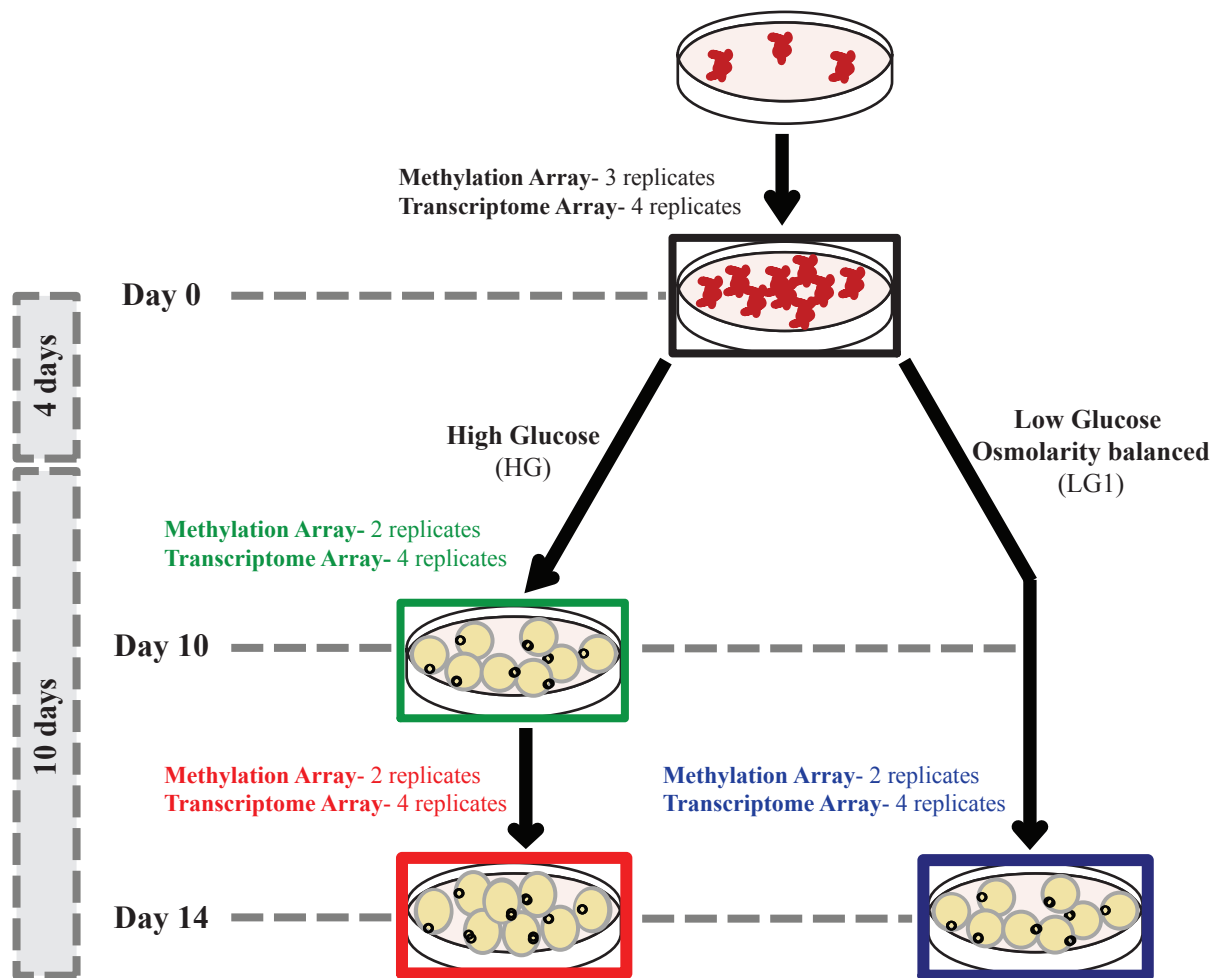 Methylation Array- 3 replicates
Transcriptome Array- 4 replicates
Day 0
4 days
High Glucose
(HG)
Low Glucose
Osmolarity balanced
(LG1)
Methylation Array- 2 replicates
Transcriptome Array- 4 replicates
Day 10
10 days
Methylation Array- 2 replicates
Transcriptome Array- 4 replicates
Methylation Array- 2 replicates
Transcriptome Array- 4 replicates
Day 14